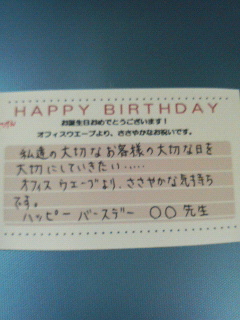 HAPPY BIRTHDAY
お誕生日おめでとうございます!
オフィスウエーブより、ささやかなお祝いです。
私達の大切なお客様の大切な日を
大切にしていきたい.....
オフィスウエーブより、ささやかな気持ち
です。
ハッピー バースデー ○○先生